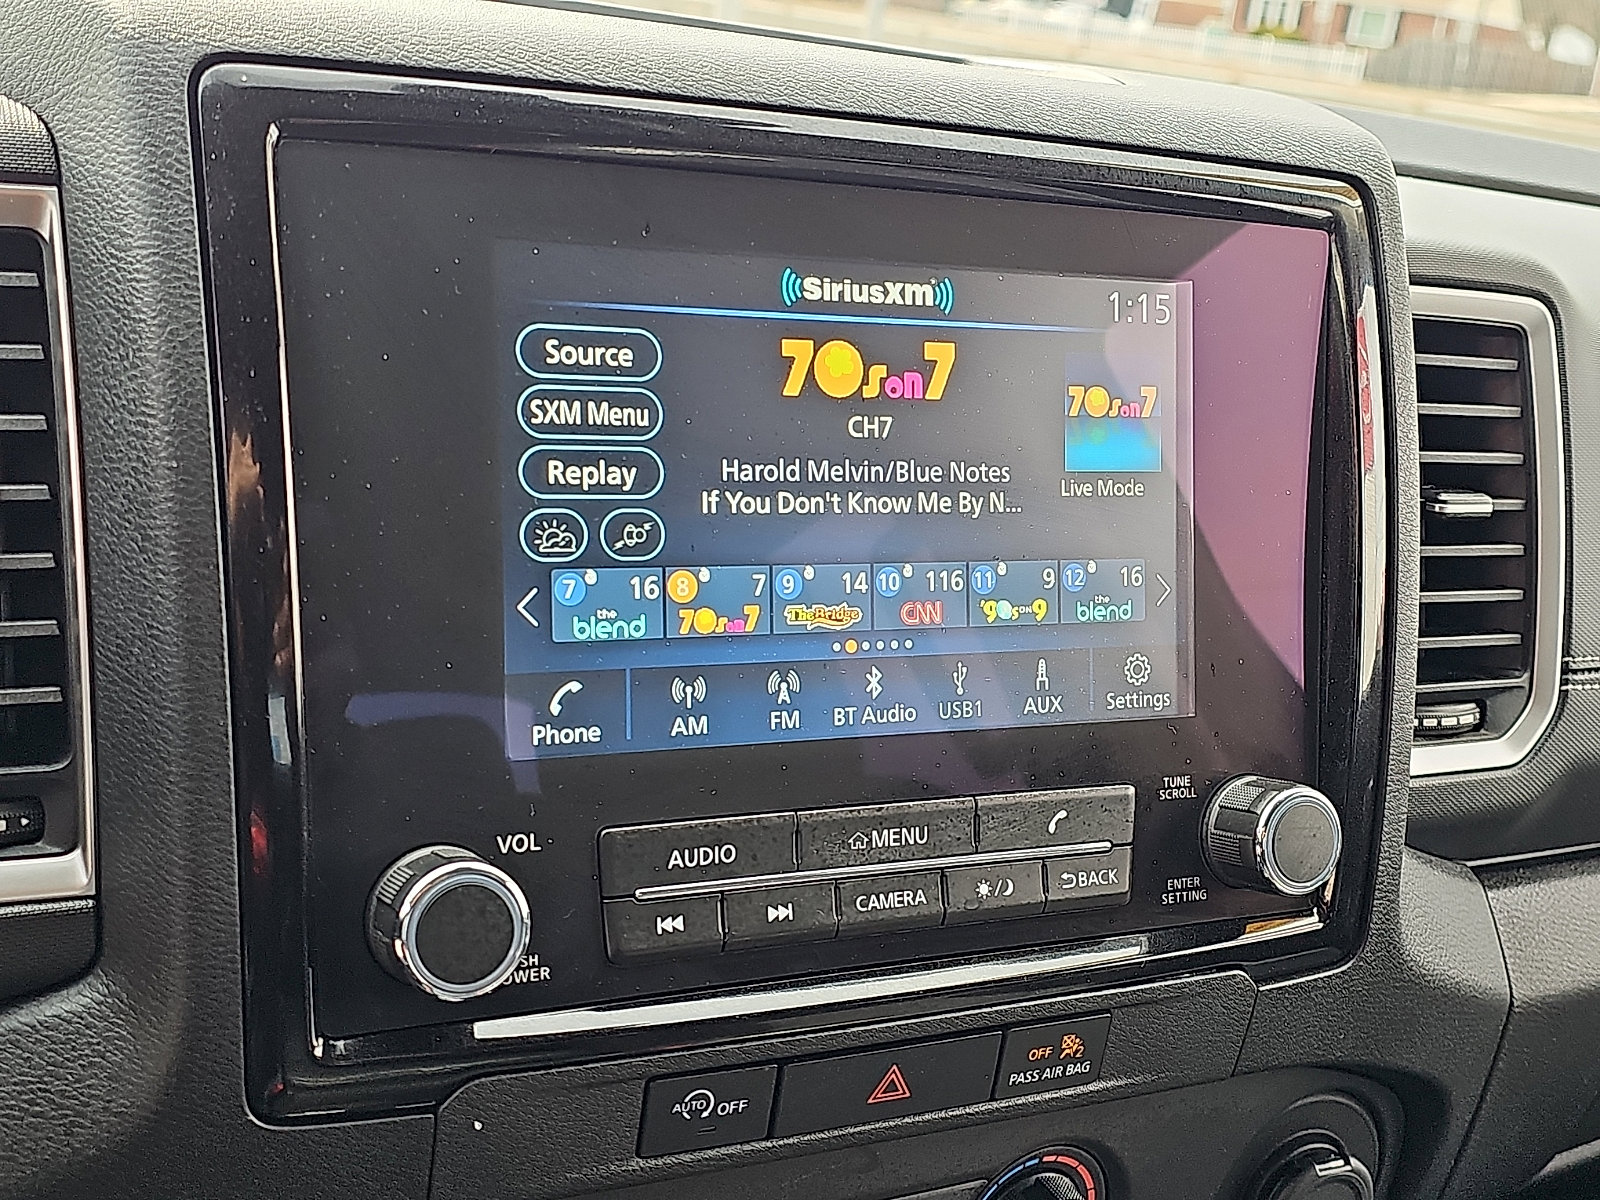 SiriusXM
1:15
Source
SXM Menu
Replay
70s on 7
CH7
Harold Melvin/Blue Notes
If You Don't Know Me By N...
70s on 7
Live Mode
7 16 the blend
8 7 70s on 7
9 14 The Bridge
10 116 CNN
11 9 '90s ON 9
12 16 the blend
Phone
AM
FM
BT Audio
USB1
AUX
Settings
VOL
TUNE
SCROLL
AUDIO
MENU
CAMERA
BACK
ENTER
SETTING
SH
OWER
AUTO OFF
OFF 2
PASS AIR BAG